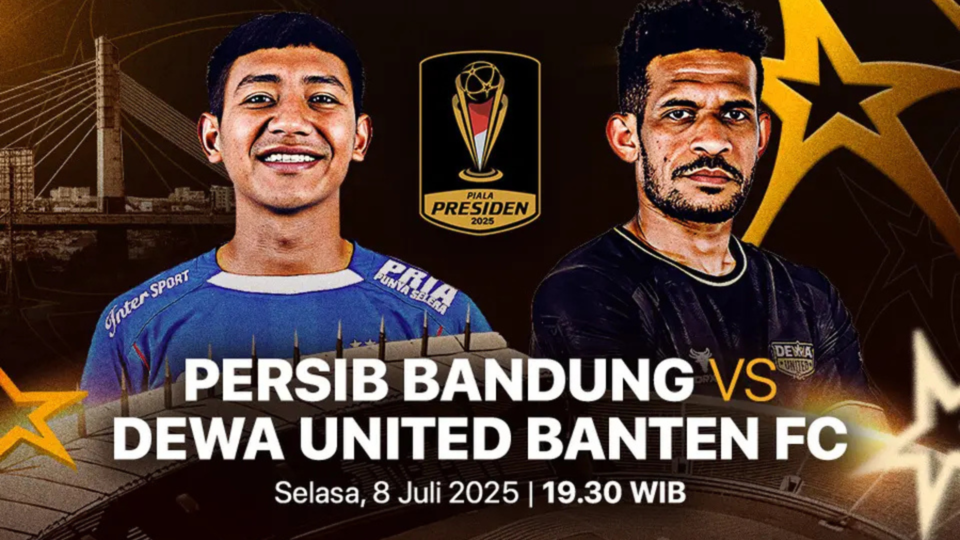 PIALA
PRESIDEN
2025
Inter SPORT
PRIA
PUNYA SELERA
DEWA
UNITED
PERSIB BANDUNG VS
DEWA UNITED BANTEN FC
Selasa, 8 Juli 2025 | 19.30 WIB